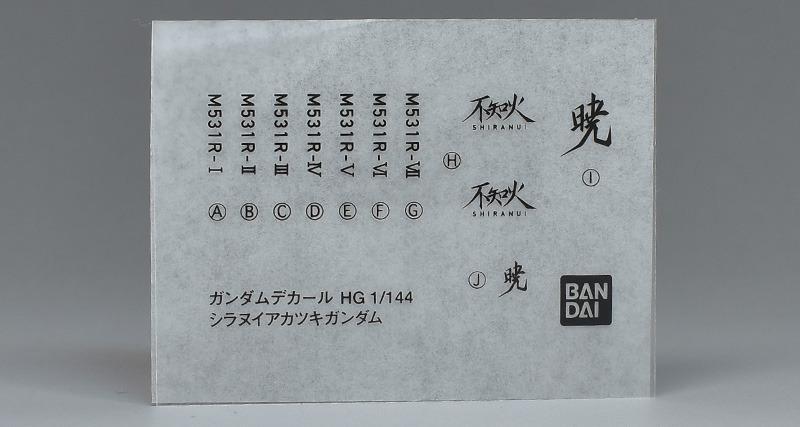 M531R-Ⅰ
M531R-Ⅱ
M531R-Ⅲ
M531R-Ⅳ
M531R-Ⅴ
M531R-Ⅵ
M531R-Ⅶ
Ⓐ Ⓑ Ⓒ Ⓓ Ⓔ Ⓕ Ⓖ
不知火
SHIRANUI
Ⓗ
不知火
SHIRANUI
暁
Ⓘ
Ⓙ 暁
ガンダムデカール HG 1/144
シラヌイアカツキガンダム
BAN
DAI